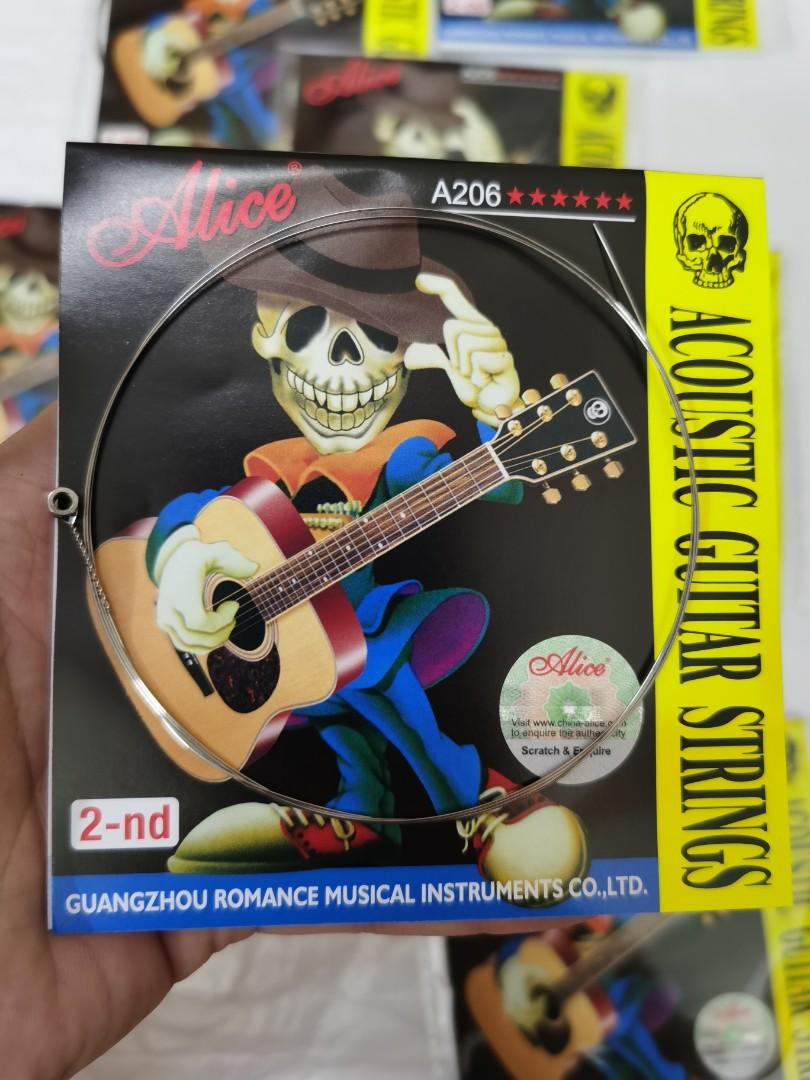 Alice®
A206★★★★★★
ACOUSTIC GUITAR STRINGS
Alice®
Visit www.china-alice.com
to enquire the authenticity
Scratch & Enquire
2-nd
GUANGZHOU ROMANCE MUSICAL INSTRUMENTS CO.,LTD.
Alice